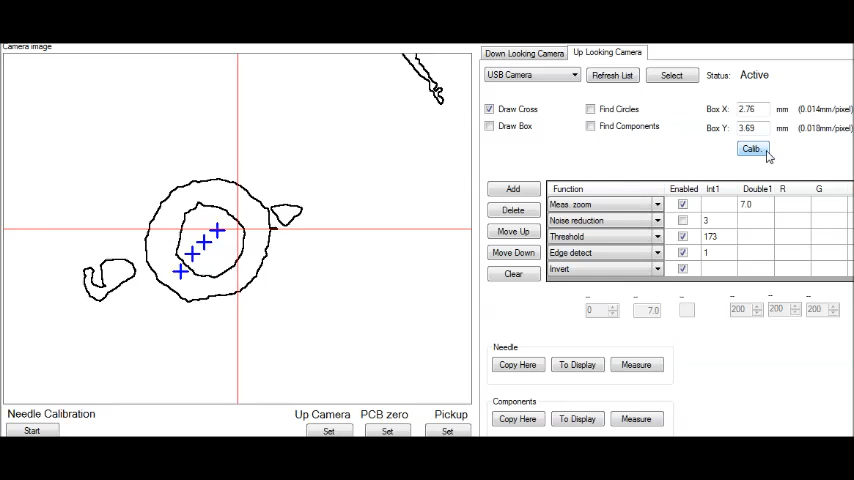 Camera image
Down Looking Camera
Up Looking Camera
USB Camera
Refresh List
Select
Status:
Active
Draw Cross
Find Circles
Box X:
2.76
mm
(0.014mm/pixel)
Draw Box
Find Components
Box Y:
3.69
mm
(0.018mm/pixel)
Calib.
Add
Delete
Move Up
Move Down
Clear
Function
Enabled
Int1
Double1
R
G
Meas. zoom
7.0
Noise reduction
3
Threshold
173
Edge detect
1
Invert
--
--
--
--
--
--
0
7.0
200
200
200
Needle
Copy Here
To Display
Measure
Components
Copy Here
To Display
Measure
Needle Calibration
Up Camera
PCB zero
Pickup
Start
Set
Set
Set